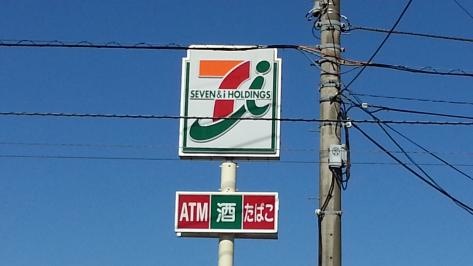 SEVEN & i HOLDINGS
ATM 酒 たばこ